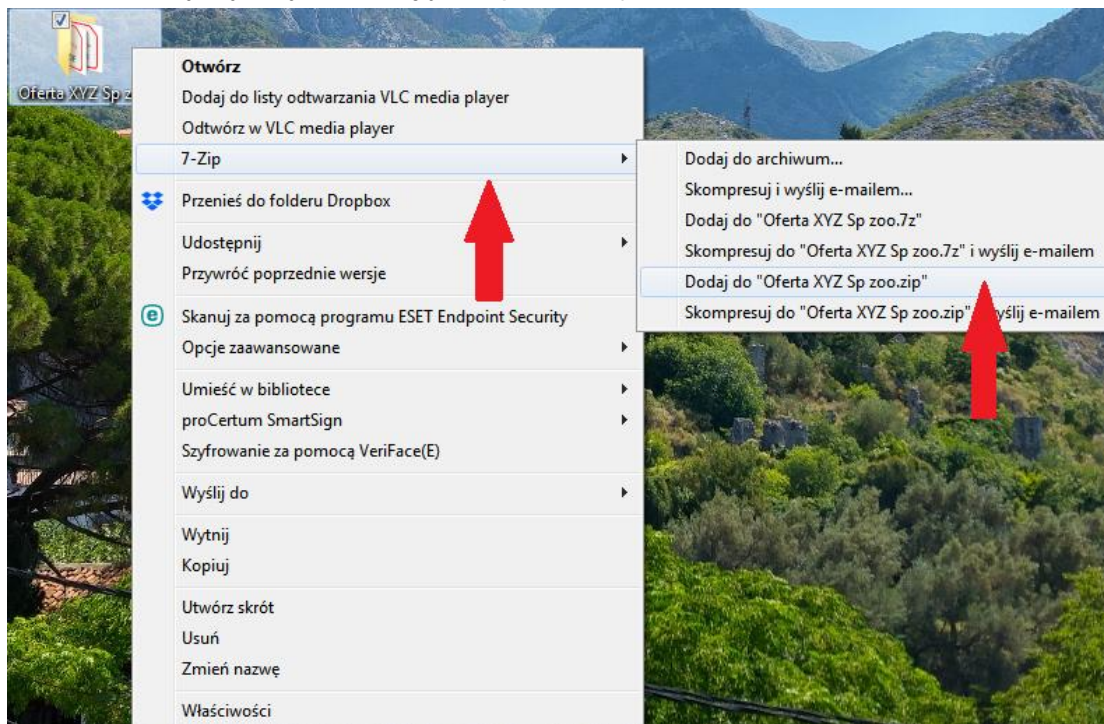 Oferta XYZ Sp z
Otwórz
Dodaj do listy odtwarzania VLC media player
Odtwórz w VLC media player
7-Zip
Przenieś do folderu Dropbox
Udostępnij
Przywróć poprzednie wersje
Skanuj za pomocą programu ESET Endpoint Security
Opcje zaawansowane
Umieść w bibliotece
proCertum SmartSign
Szyfrowanie za pomocą VeriFace(E)
Wyślij do
Wytnij
Kopiuj
Utwórz skrót
Usuń
Zmień nazwę
Właściwości
Dodaj do archiwum...
Skompresuj i wyślij e-mailem...
Dodaj do "Oferta XYZ Sp zoo.7z"
Skompresuj do "Oferta XYZ Sp zoo.7z" i wyślij e-mailem
Dodaj do "Oferta XYZ Sp zoo.zip"
Skompresuj do "Oferta XYZ Sp zoo.zip" wyślij e-mailem